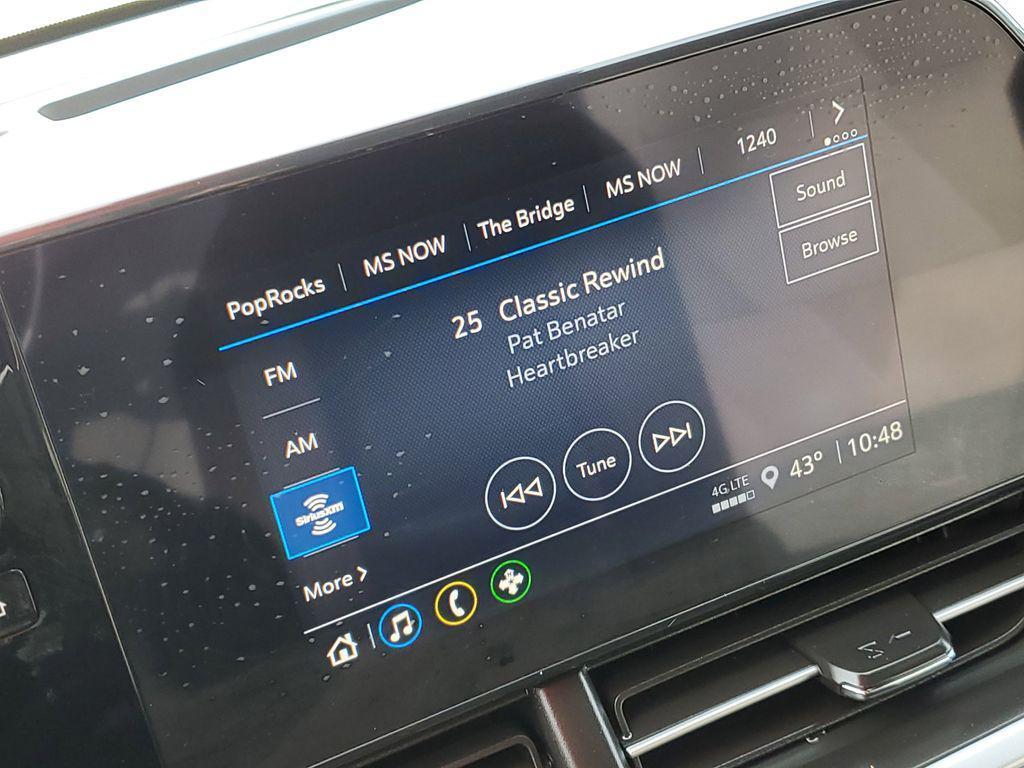 PopRocks | MS NOW | The Bridge | MS NOW | 1240
Sound
Browse
25 Classic Rewind
Pat Benatar
Heartbreaker
FM
AM
SiriusXM
More
Tune
4G LTE
43° | 10:48